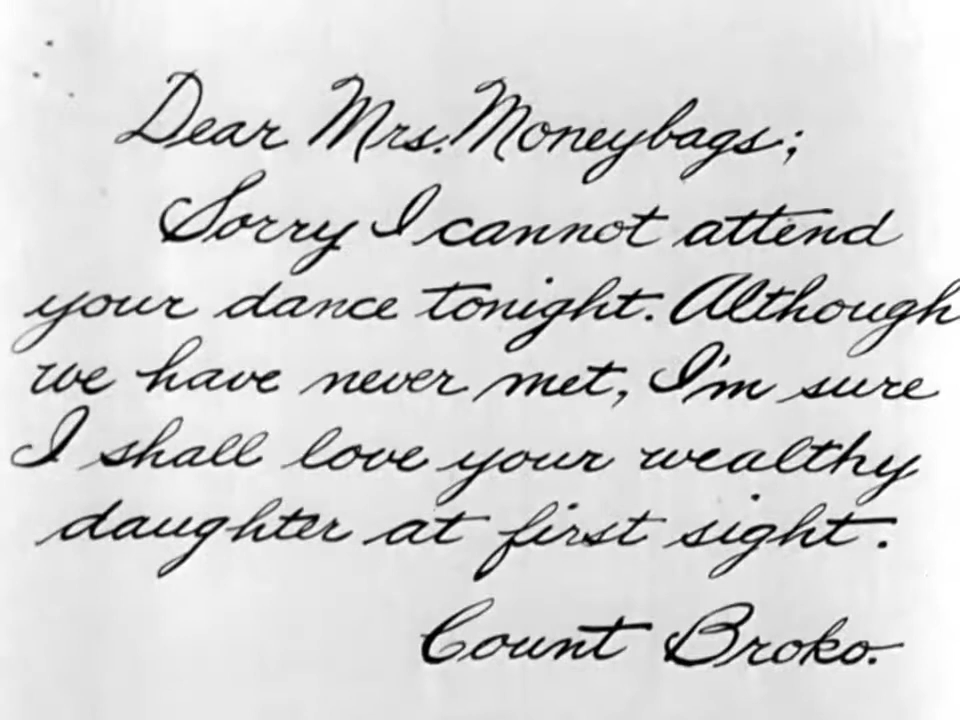 Dear Mrs. Moneybags;
Sorry I cannot attend
your dance tonight. Although
we have never met, I'm sure
I shall love your wealthy
daughter at first sight.
Count Broko.